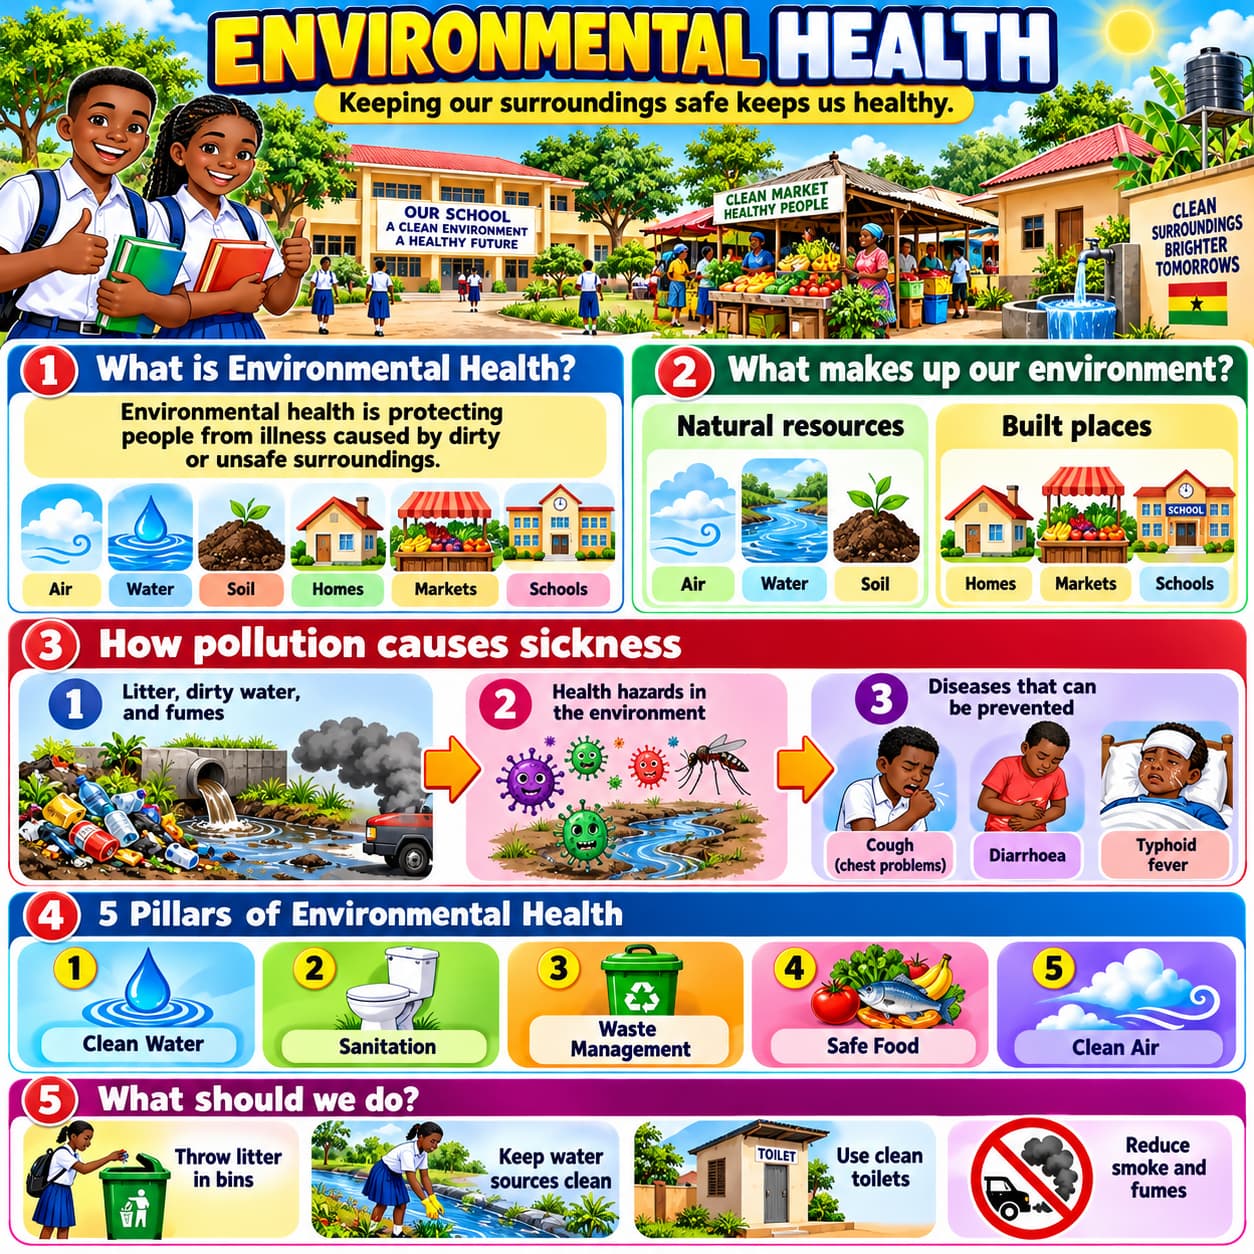 ENVIRONMENTAL HEALTH
Keeping our surroundings safe keeps us healthy.
OUR SCHOOL
A CLEAN ENVIRONMENT
A HEALTHY FUTURE
CLEAN MARKET
HEALTHY PEOPLE
CLEAN
SURROUNDINGS
BRIGHTER
TOMORROWS
1 What is Environmental Health?
Environmental health is protecting
people from illness caused by dirty
or unsafe surroundings.
Air
Water
Soil
Homes
Markets
Schools
2 What makes up our environment?
Natural resources
Air
Water
Soil
Built places
SCHOOL
Homes
Markets
Schools
3 How pollution causes sickness
1 Litter, dirty water,
and fumes
2 Health hazards in
the environment
3 Diseases that can
be prevented
Cough
(chest problems)
Diarrhoea
Typhoid
fever
4 5 Pillars of Environmental Health
1
Clean Water
2
Sanitation
3
Waste
Management
4
Safe Food
5
Clean Air
5 What should we do?
Throw litter
in bins
Keep water
sources clean
TOILET
Use clean
toilets
Reduce
smoke and
fumes